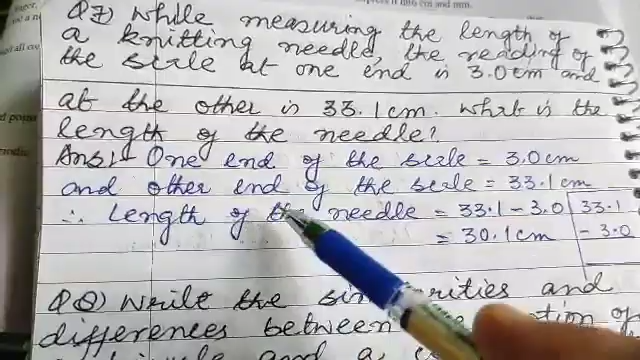 Q7) While measuring the length of
a knitting needle, the reading of
the scale at one end is 3.0 cm and
at the other is 33.1 cm. What is the
length of the needle?
Ans:- One end of the scale = 3.0 cm
and other end of the scale = 33.1 cm
∴ Length of the needle = 33.1 - 3.0
= 30.1 cm
33.1
- 3.0
Q8) Write the similarities and
differences between